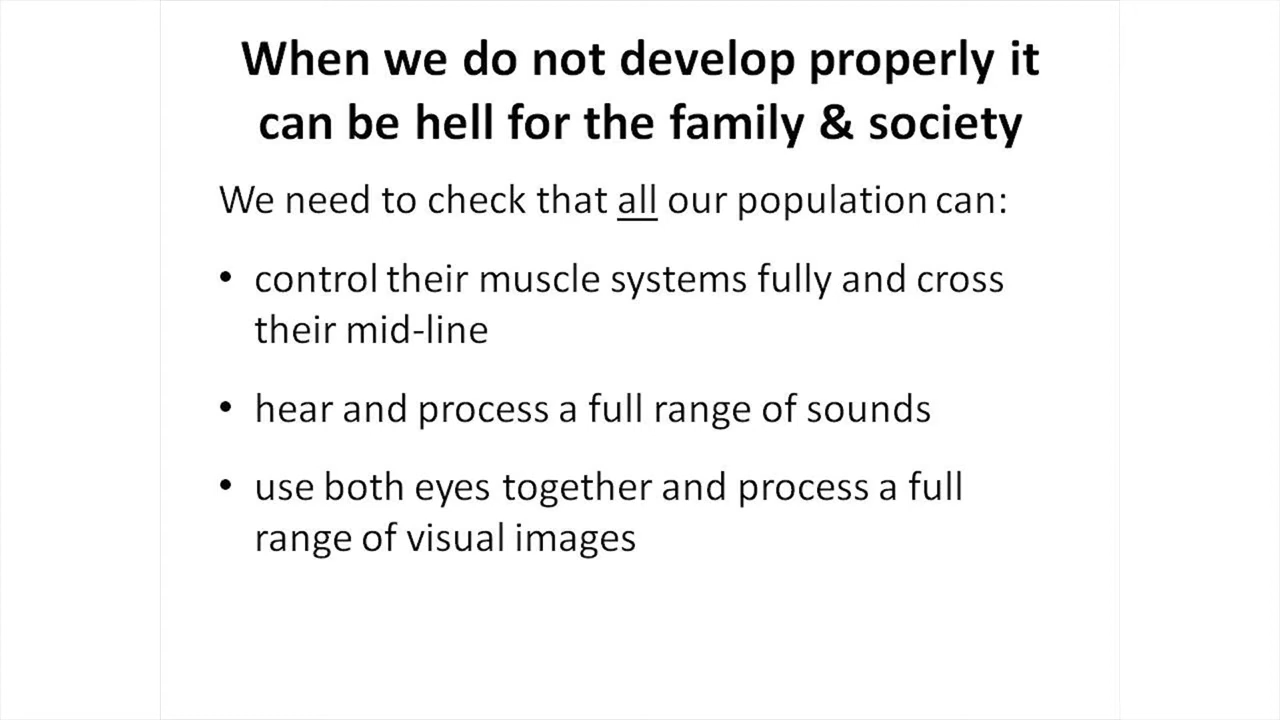 When we do not develop properly it
can be hell for the family & society
We need to check that all our population can:
• control their muscle systems fully and cross
their mid-line
• hear and process a full range of sounds
• use both eyes together and process a full
range of visual images